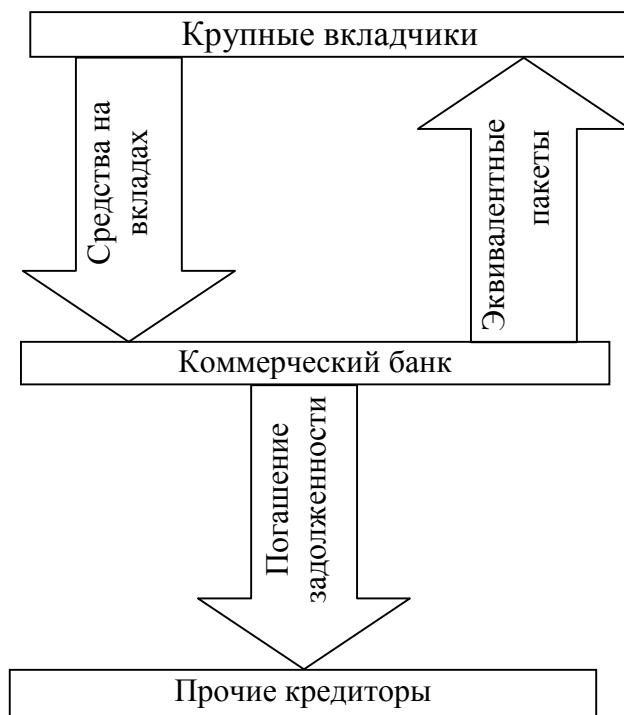 Крупные вкладчики
Средства на
вкладах
Эквивалентные
пакеты
Коммерческий банк
Погашение
задолженности
Прочие кредиторы